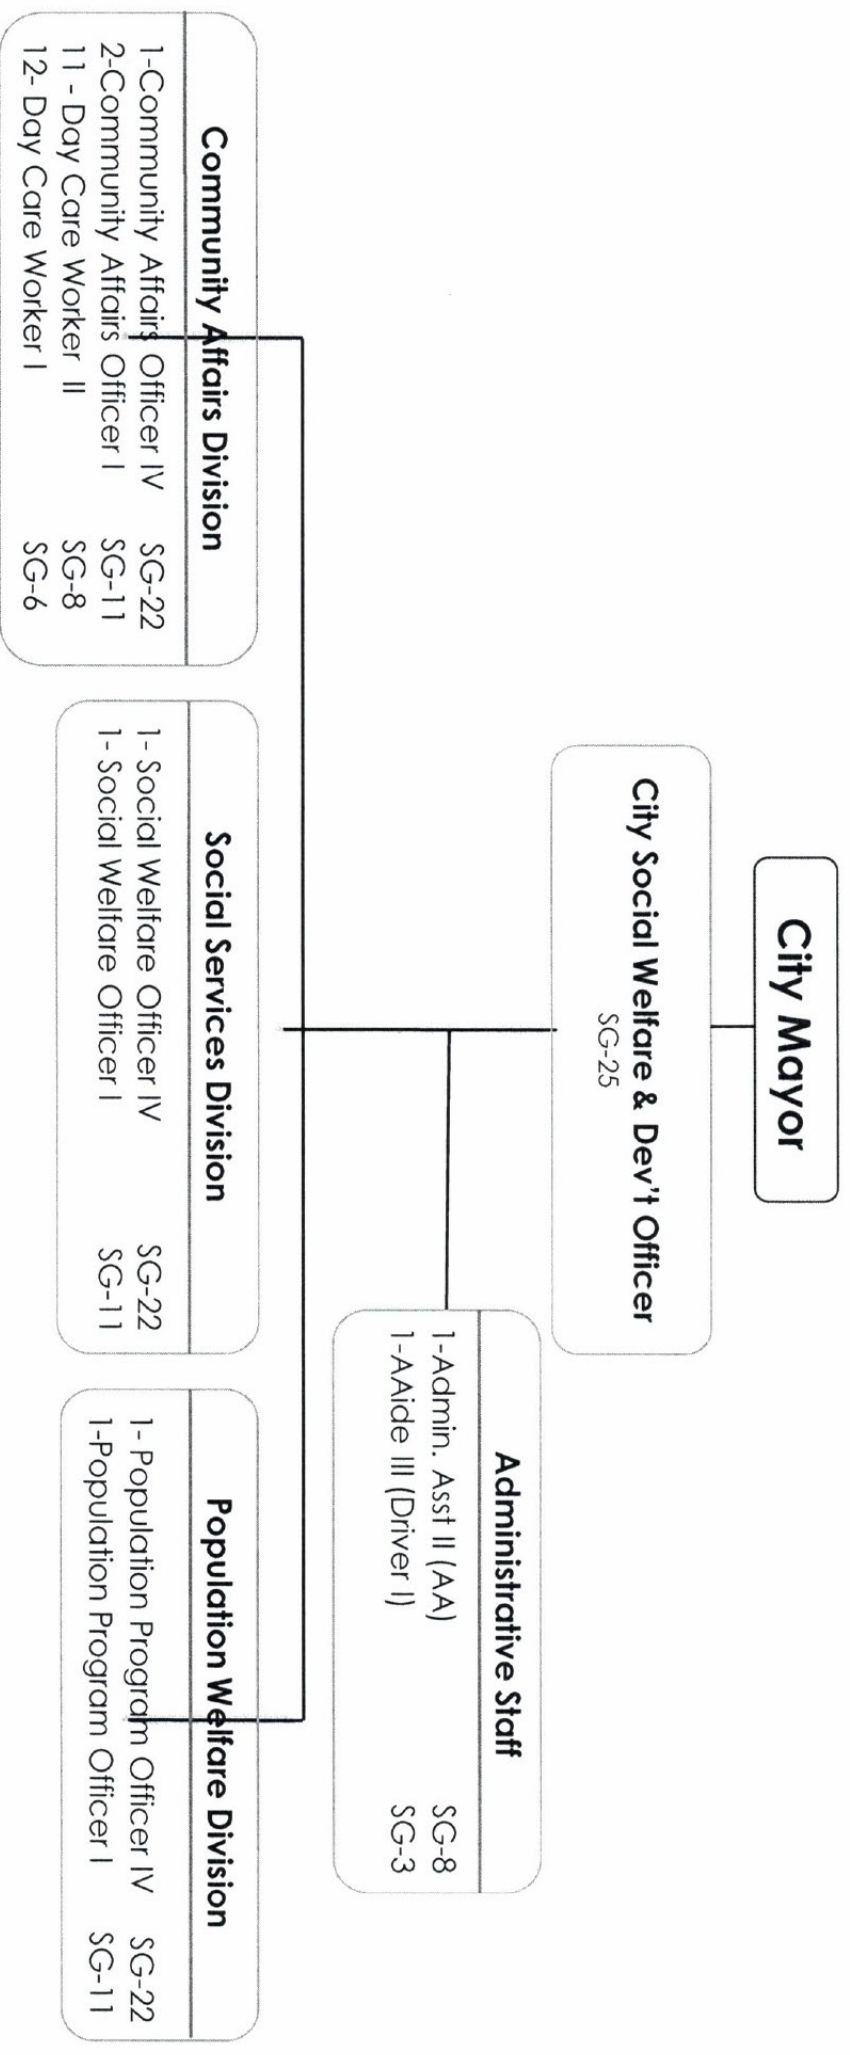 City Mayor
City Social Welfare & Dev't Officer
SG-25
Administrative Staff
1-Admin. Asst II (AA) SG-8
1-AAide III (Driver I) SG-3
Community Affairs Division
1-Community Affairs Officer IV SG-22
2-Community Affairs Officer I SG-11
11 - Day Care Worker II SG-8
12- Day Care Worker I SG-6
Social Services Division
1- Social Welfare Officer IV SG-22
1- Social Welfare Officer I SG-11
Population Welfare Division
1- Population Program Officer IV SG-22
1-Population Program Officer I SG-11